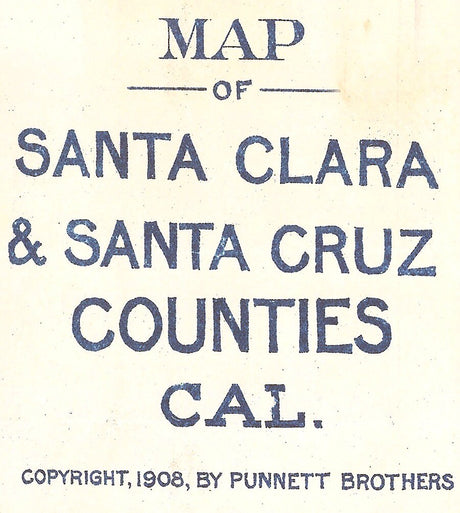 MAP
OF
SANTA CLARA
& SANTA CRUZ
COUNTIES
CAL.
COPYRIGHT, 1908, BY PUNNETT BROTHERS